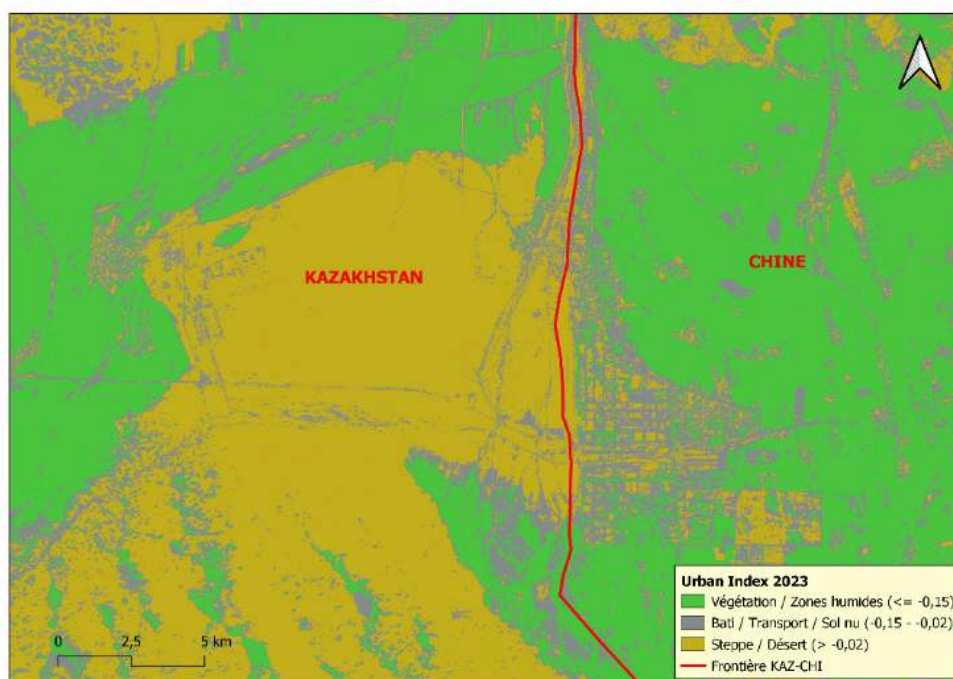 KAZAKHSTAN
CHINE
Urban Index 2023
Végétation / Zones humides (<= -0,15)
Bati / Transport / Sol nu (-0,15 - -0,02)
Steppe / Désert (> -0,02)
Frontière KAZ-CHI
0 2,5 5 km